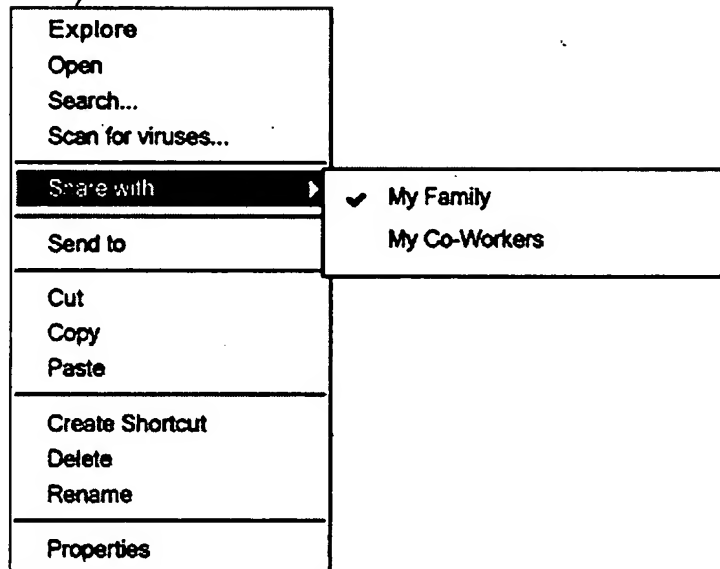 Explore
Open
Search...
Scan for viruses...
Share with
My Family
My Co-Workers
Send to
Cut
Copy
Paste
Create Shortcut
Delete
Rename
Properties